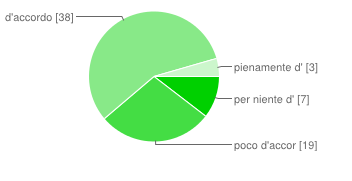 d'accordo [38]
pienamente d' [3]
per niente d' [7]
poco d'accor [19]